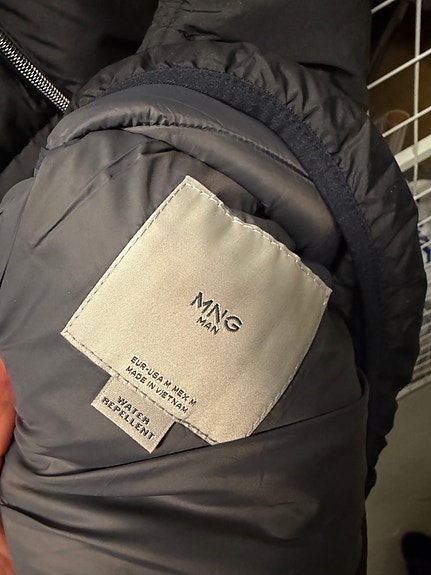 MNG
MAN
EUR-USA M MEX M
MADE IN VIETNAM
WATER
REPELLENT